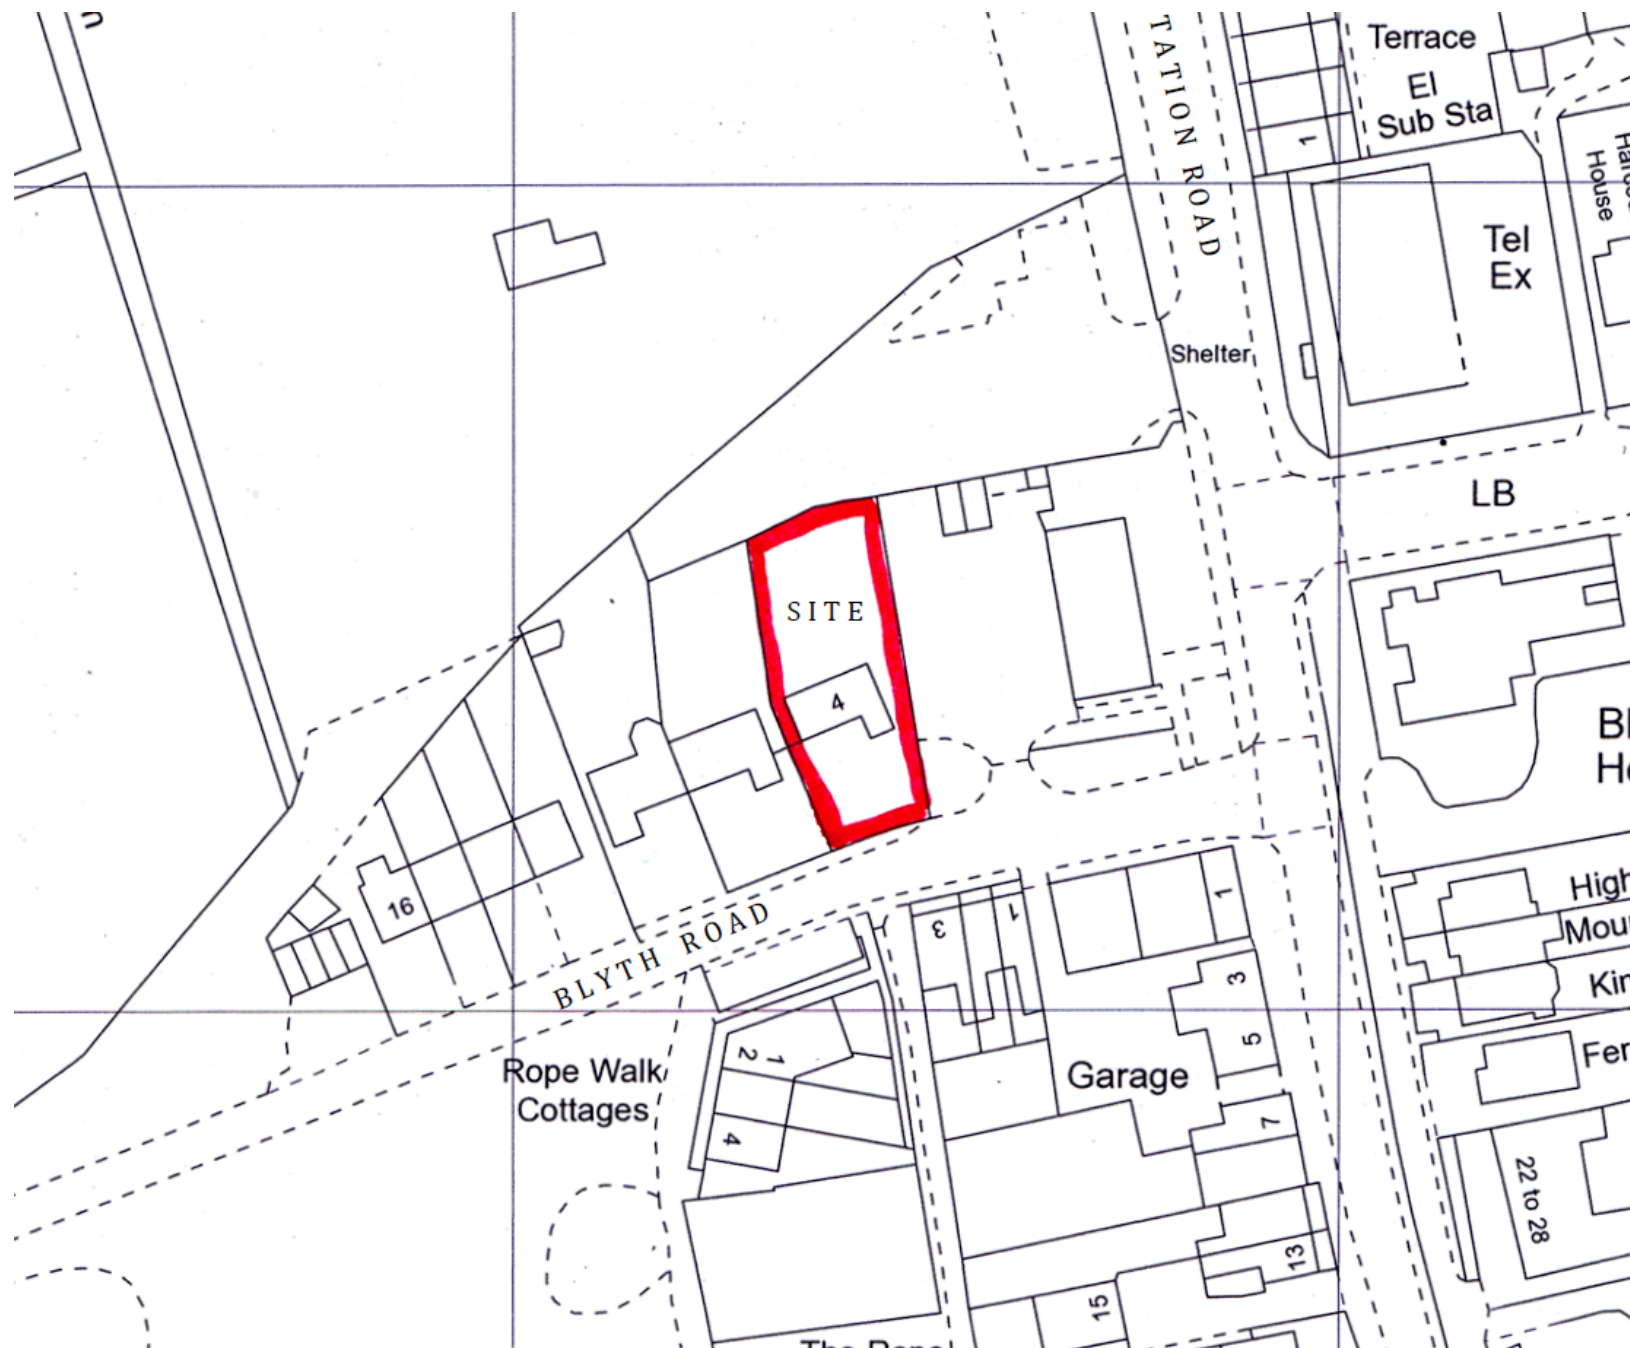 Terrace
El
Sub Sta
TATION ROAD
1
House
Tel
Ex
Shelter
LB
SITE
4
16
BLYTH ROAD
3
1
1
3
5
7
13
15
Rope Walk
Cottages
1
2
4
Garage
High
Mou
Kin
Fer
22 to 28